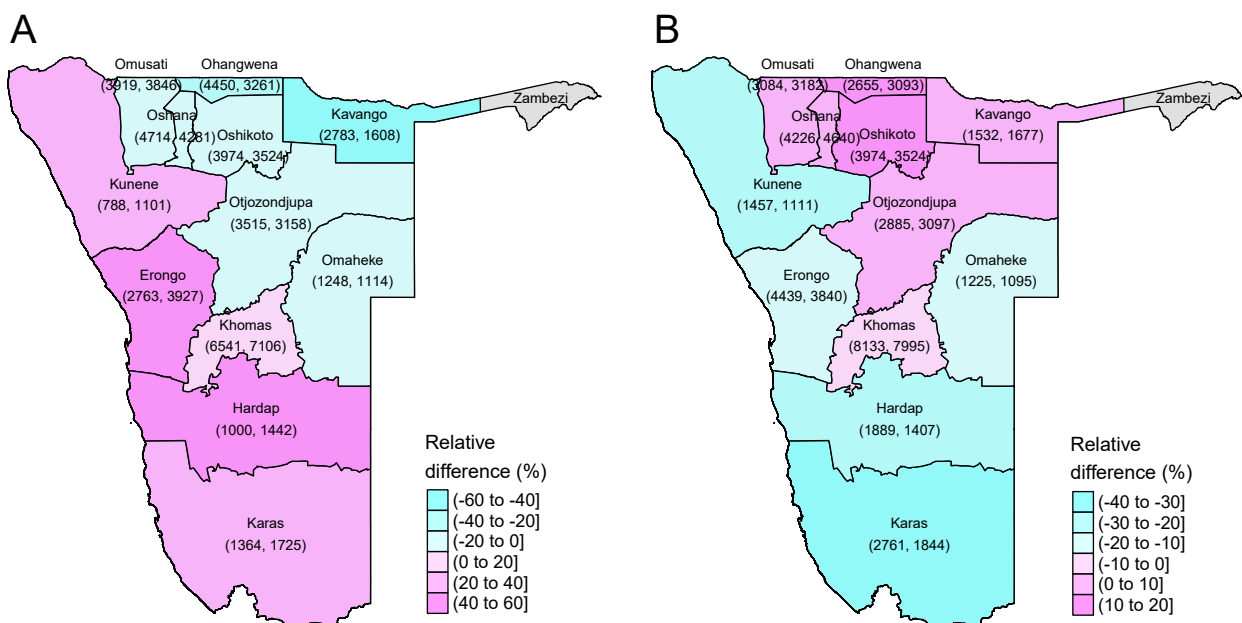 A
Omusati
(3919, 3846)
Ohangwena
(4450, 3261)
Kavango
(2783, 1608)
Zambezi
Oshana
(4714, 4281)
Oshikoto
(3974, 3524)
Kunene
(788, 1101)
Otjozondjupa
(3515, 3158)
Erongo
(2763, 3927)
Omaheke
(1248, 1114)
Khomas
(6541, 7106)
Hardap
(1000, 1442)
Karas
(1364, 1725)
Relative
difference (%)
(-60 to -40]
(-40 to -20]
(-20 to 0]
(0 to 20]
(20 to 40]
(40 to 60]
B
Omusati
(3084, 3182)
Ohangwena
(2655, 3093)
Kavango
(1532, 1677)
Zambezi
Oshana
(4226, 4640)
Oshikoto
(3974, 3524)
Kunene
(1457, 1111)
Otjozondjupa
(2885, 3097)
Erongo
(4439, 3840)
Omaheke
(1225, 1095)
Khomas
(8133, 7995)
Hardap
(1889, 1407)
Karas
(2761, 1844)
Relative
difference (%)
(-40 to -30]
(-30 to -20]
(-20 to -10]
(-10 to 0]
(0 to 10]
(10 to 20]